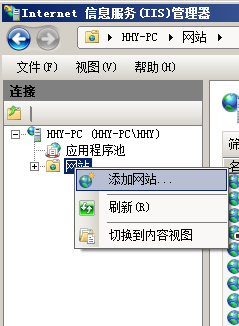 Internet 信息服务(IIS)管理器
HHY-PC 网站
文件(F) 视图(V) 帮助(H)
连接
HHY-PC (HHY-PC\HHY)
应用程序池
网站
添加网站...
刷新(R)
切换到内容视图